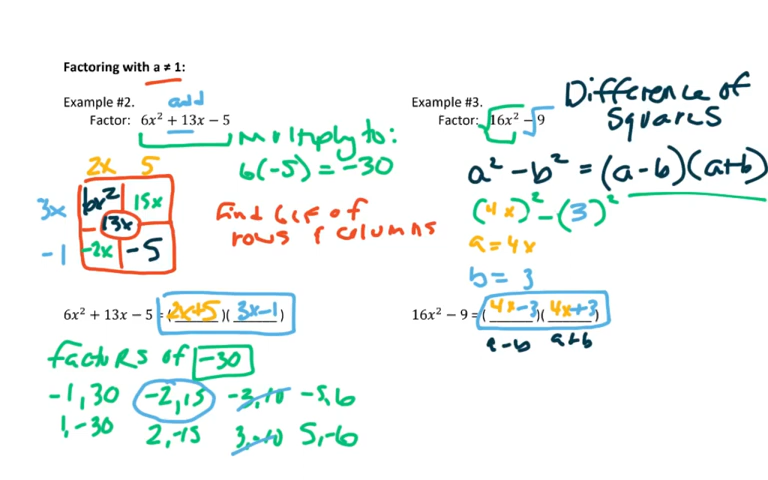 Factoring with a ≠ 1:
Example #2.
add
Factor: 6x² + 13x − 5
multiply to:
6(-5) = -30
2x 5
3x 6x² 15x
13x
-1 -2x -5
find GCF of
rows & columns
6x² + 13x − 5 = (2x+5)(3x-1)
factors of -30
-1,30 -2,15 -3,10 -5,6
1,-30 2,-15 3,-10 5,-6
Example #3.
Factor: 16x² − 9
Difference of
Squares
a² - b² = (a-b)(a+b)
(4x)² - (3)²
a = 4x
b = 3
16x² − 9 = (4x-3)(4x+3)
a-b a+b